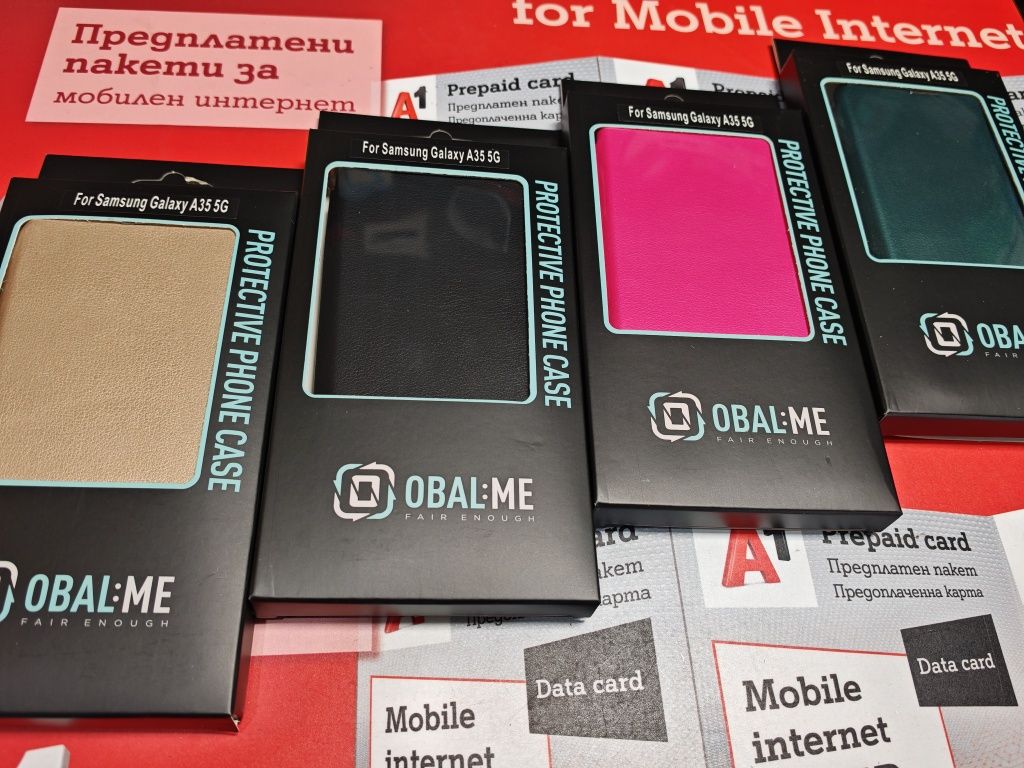 Предплатени
пакети за
мобилен интернет
for Mobile Internet
A1
Prepaid card
Предплатен
Предоплаченна карта
For Samsung Galaxy A35 5G
PROTECTIVE PHONE CASE
OBAL:ME
FAIR ENOUGH
For Samsung Galaxy A35 5G
PROTECTIVE PHONE CASE
OBAL:ME
FAIR ENOUGH
For Samsung Galaxy A35 5G
PROTECTIVE PHONE CASE
OBAL:ME
FAIR ENOUGH
For Samsung Galaxy A35 5G
PROTECTIVE
OBAL
FAIR
A1
Prepaid card
Предплатен пакет
Предоплаченна карта
Data card
Mobile
internet
Data card
Mobile
internet